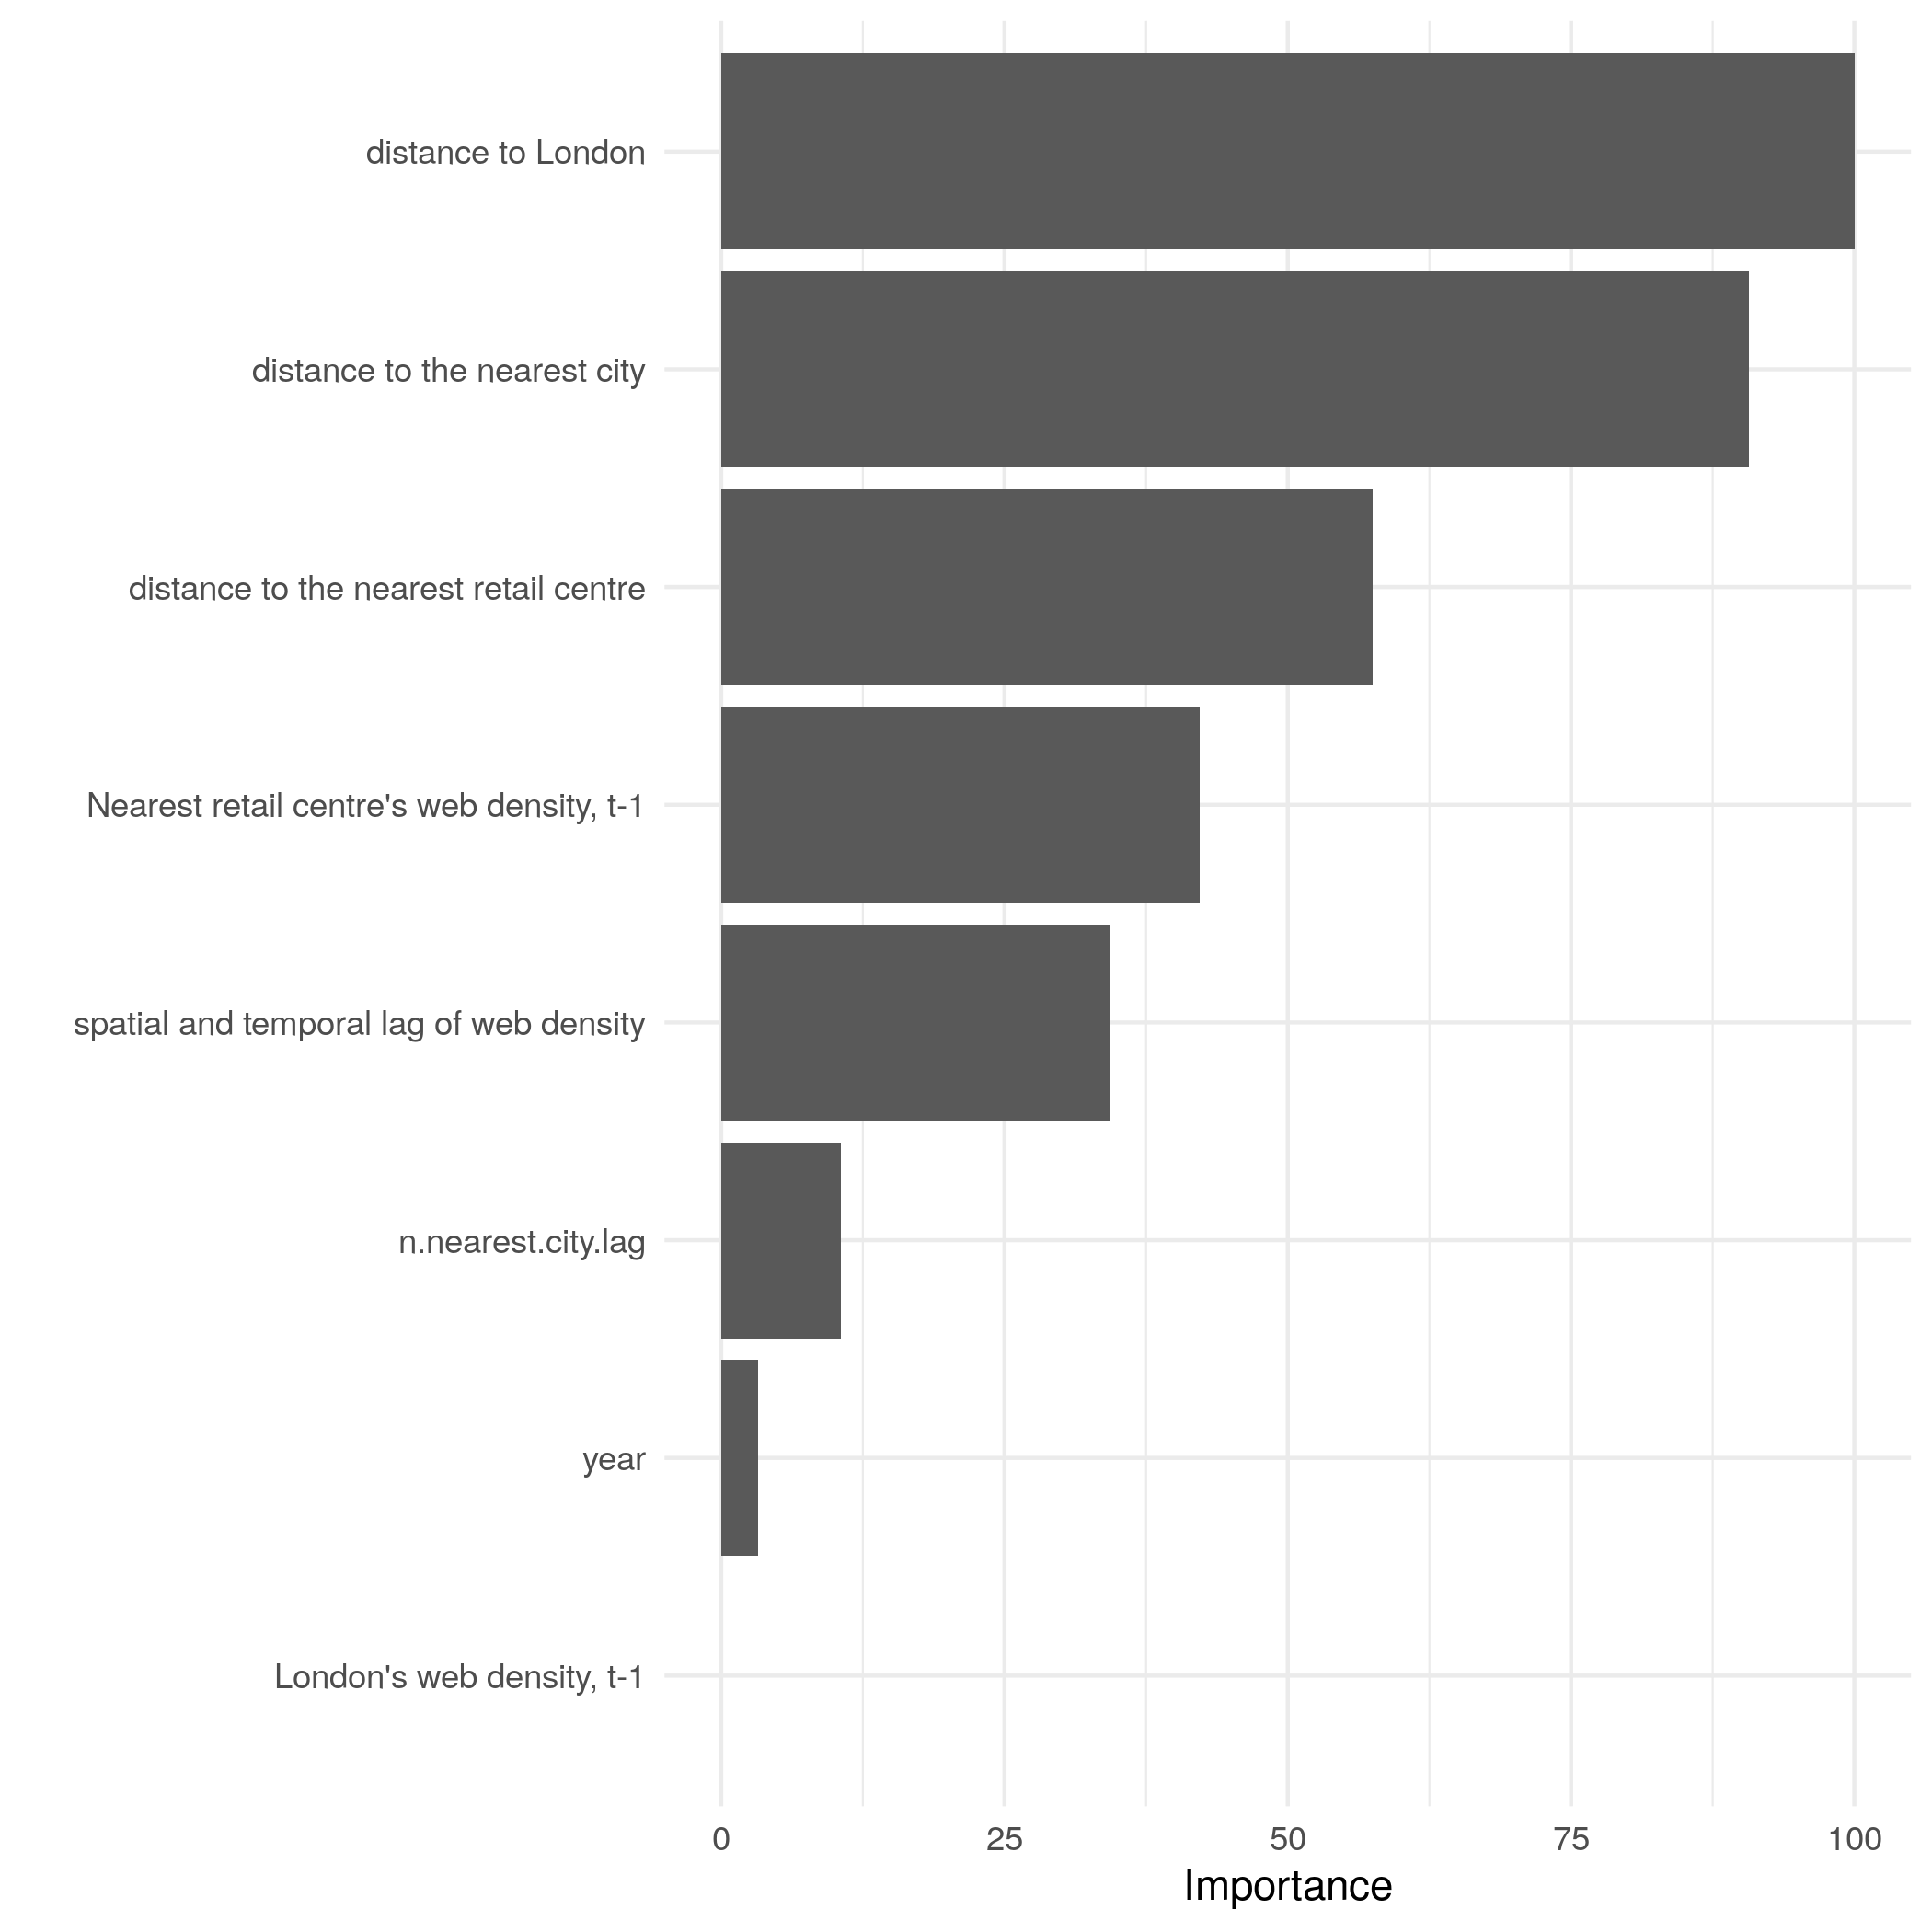 distance to London
distance to the nearest city
distance to the nearest retail centre
Nearest retail centre's web density, t-1
spatial and temporal lag of web density
n.nearest.city.lag
year
London's web density, t-1
0 25 50 75 100
Importance